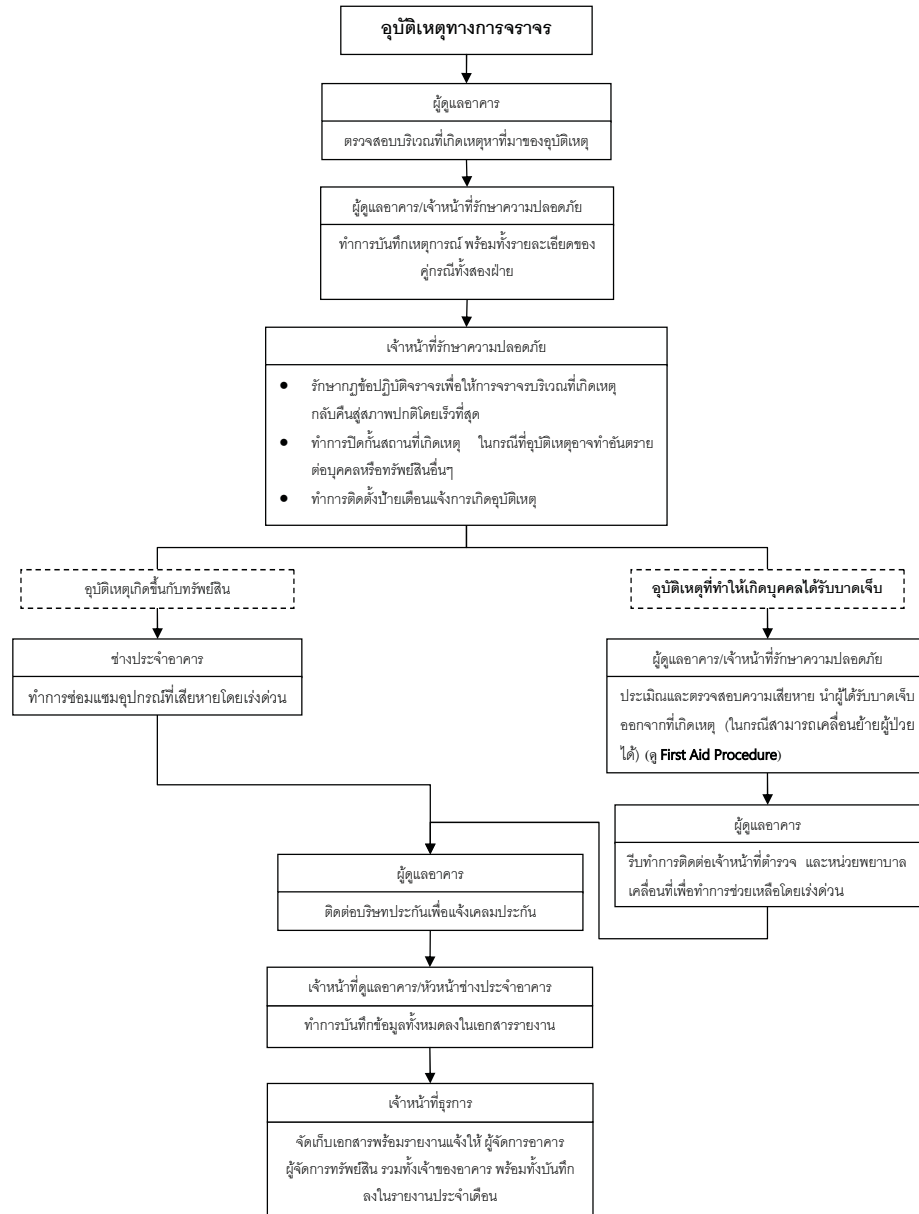 อุบัติเหตุทางการจราจร
ผู้ดูแลอาคาร
ตรวจสอบบริเวณที่เกิดเหตุหาที่มาของอุบัติเหตุ
ผู้ดูแลอาคาร/เจ้าหน้าที่รักษาความปลอดภัย
ทำการบันทึกเหตุการณ์ พร้อมทั้งรายละเอียดของ
คู่กรณีทั้งสองฝ่าย
เจ้าหน้าที่รักษาความปลอดภัย
● รักษากฎข้อปฏิบัติจราจรเพื่อให้การจราจรบริเวณที่เกิดเหตุ
กลับคืนสู่สภาพปกติโดยเร็วที่สุด
● ทำการปิดกั้นสถานที่เกิดเหตุ ในกรณีที่อุบัติเหตุอาจทำอันตราย
ต่อบุคคลหรือทรัพย์สินอื่นๆ
● ทำการติดตั้งป้ายเตือนแจ้งการเกิดอุบัติเหตุ
อุบัติเหตุเกิดขึ้นกับทรัพย์สิน
ช่างประจำอาคาร
ทำการซ่อมแซมอุปกรณ์ที่เสียหายโดยเร่งด่วน
อุบัติเหตุที่ทำให้เกิดบุคคลได้รับบาดเจ็บ
ผู้ดูแลอาคาร/เจ้าหน้าที่รักษาความปลอดภัย
ประเมิณและตรวจสอบความเสียหาย นำผู้ได้รับบาดเจ็บ
ออกจากที่เกิดเหตุ (ในกรณีสามารถเคลื่อนย้ายผู้ป่วย
ได้) (ดู First Aid Procedure)
ผู้ดูแลอาคาร
รีบทำการติดต่อเจ้าหน้าที่ตำรวจ และหน่วยพยาบาล
เคลื่อนที่เพื่อทำการช่วยเหลือโดยเร่งด่วน
ผู้ดูแลอาคาร
ติดต่อบริษทประกันเพื่อแจ้งเคลมประกัน
เจ้าหน้าที่ดูแลอาคาร/หัวหน้าช่างประจำอาคาร
ทำการบันทึกข้อมูลทั้งหมดลงในเอกสารรายงาน
เจ้าหน้าที่ธุรการ
จัดเก็บเอกสารพร้อมรายงานแจ้งให้ ผู้จัดการอาคาร
ผู้จัดการทรัพย์สิน รวมทั้งเจ้าของอาคาร พร้อมทั้งบันทึก
ลงในรายงานประจำเดือน